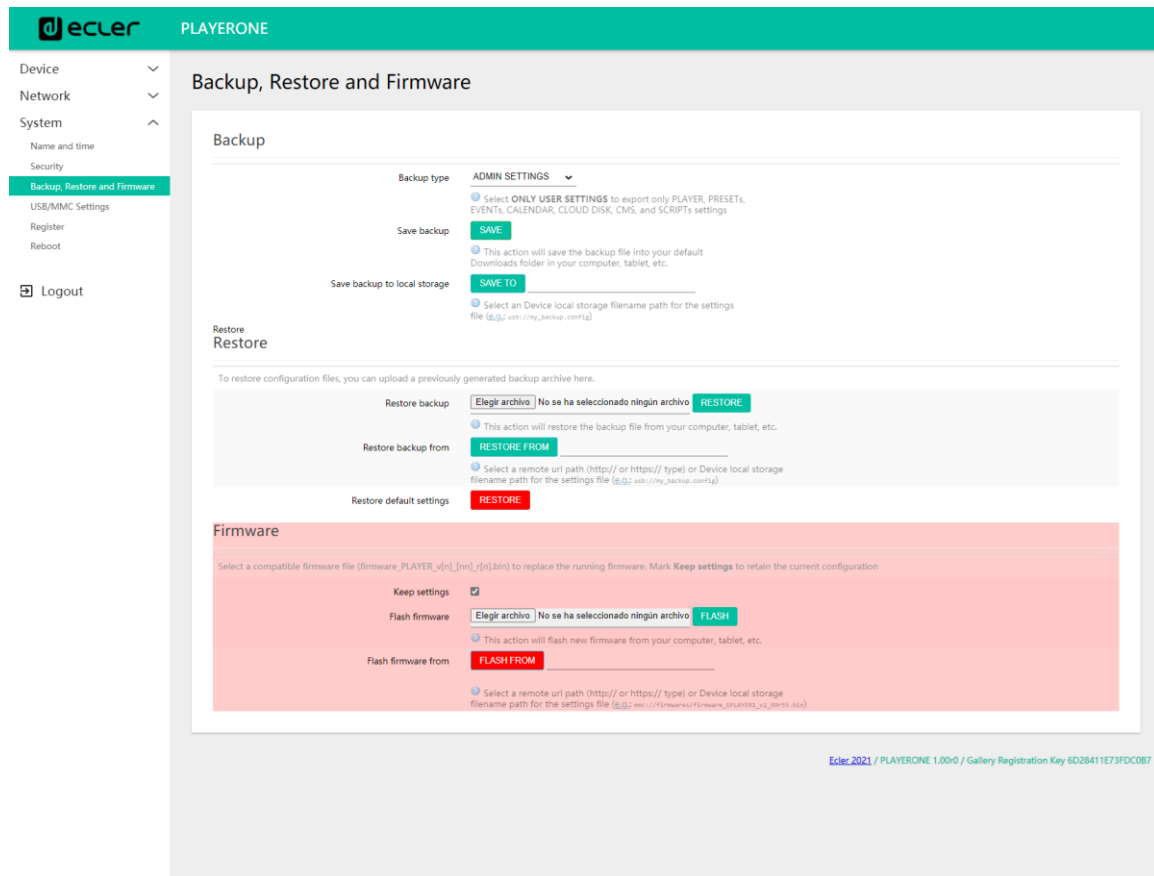 ecler
PLAYERONE
Device
Network
System
Name and time
Security
Backup, Restore and Firmware
USB/MMC Settings
Register
Reboot
Logout
Backup, Restore and Firmware
Backup
Backup type ADMIN SETTINGS
Select ONLY USER SETTINGS to export only PLAYER, PRESETs,
EVENTs, CALENDAR, CLOUD DISK, CMS, and SCRIPTs settings
Save backup SAVE
This action will save the backup file into your default
Downloads folder in your computer, tablet, etc.
Save backup to local storage SAVE TO
Select an Device local storage filename path for the settings
file (e.g.: usb://my_backup.config)
Restore
Restore
To restore configuration files, you can upload a previously generated backup archive here.
Restore backup Elegir archivo No se ha seleccionado ningún archivo RESTORE
This action will restore the backup file from your computer, tablet, etc.
Restore backup from RESTORE FROM
Select a remote url path (http:// or https:// type) or Device local storage
filename path for the settings file (e.g.: usb://my_backup.config)
Restore default settings RESTORE
Firmware
Select a compatible firmware file (firmware_PLAYER_v[n]_[nn]_r[n].bin) to replace the running firmware. Mark Keep settings to retain the current configuration
Keep settings
Flash firmware Elegir archivo No se ha seleccionado ningún archivo FLASH
This action will flash new firmware from your computer, tablet, etc.
Flash firmware from FLASH FROM
Select a remote url path (http:// or https:// type) or Device local storage
filename path for the settings file (e.g.: mmc://firmwares/firmware_EPLAYER1_v2_99r55.bin)
Ecler 2021 / PLAYERONE 1.00r0 / Gallery Registration Key 6D28411E73FDC0B7